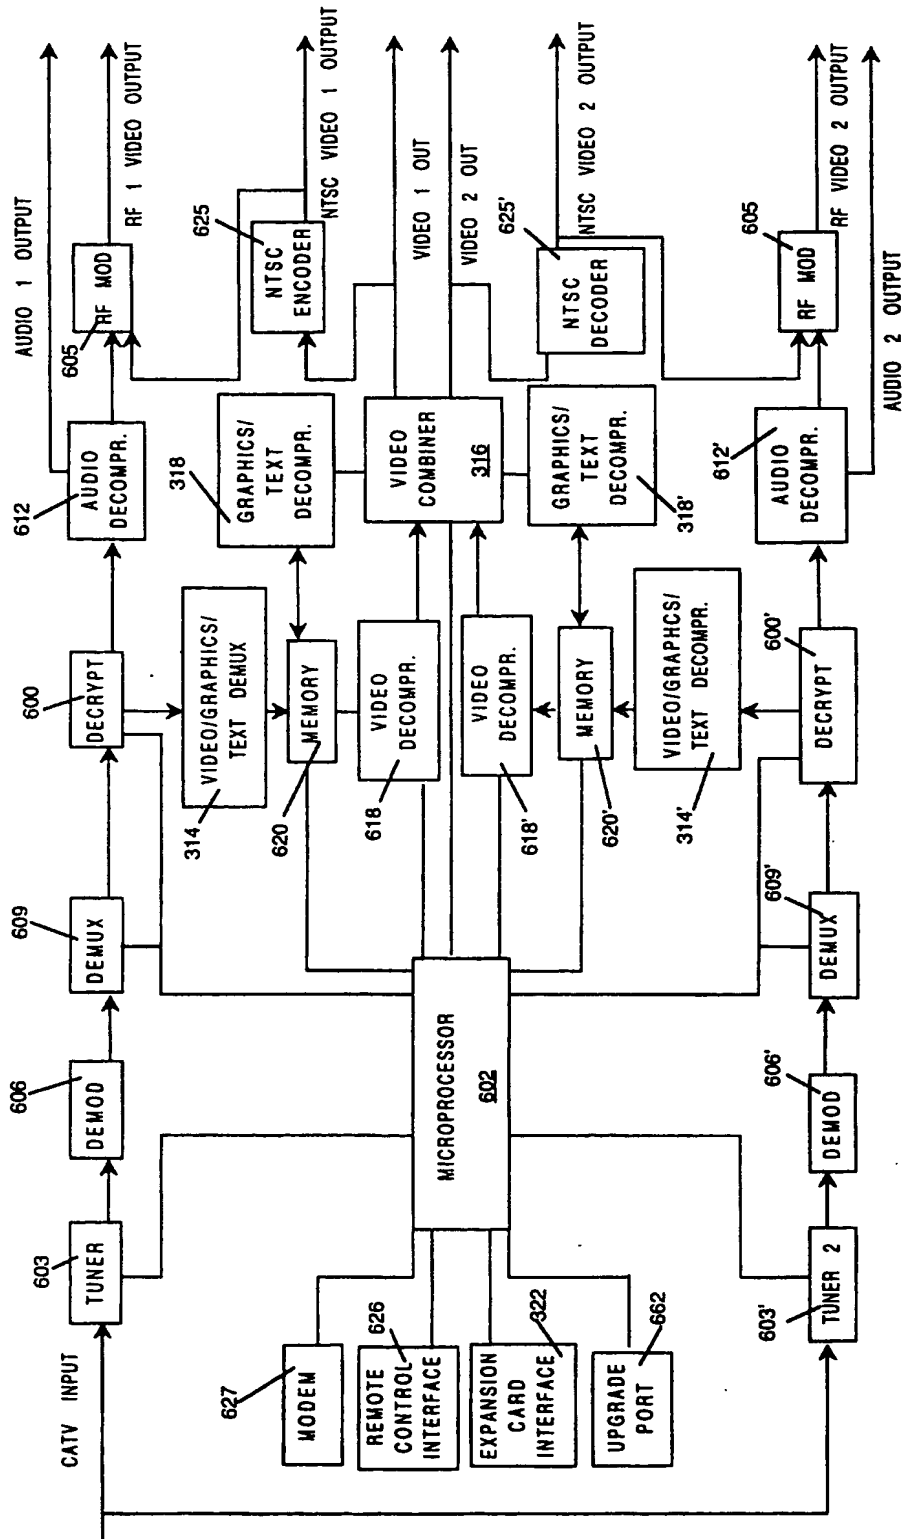 CATV INPUT
603
TUNER
606
DEMOD
609
DEMUX
600
DECRYPT
612
AUDIO
DECOMPR.
605
RF MOD
AUDIO 1 OUTPUT
RF 1 VIDEO OUTPUT
314
VIDEO/GRAPHICS/
TEXT DEMUX
318
GRAPHICS/
TEXT
DECOMPR.
625
NTSC
ENCODER
NTSC VIDEO 1 OUTPUT
620
MEMORY
618
VIDEO
DECOMPR.
VIDEO
COMBINER
316
VIDEO 1 OUT
VIDEO 2 OUT
627
MODEM
626
REMOTE
CONTROL
INTERFACE
322
EXPANSION
CARD
INTERFACE
662
UPGRADE
PORT
MICROPROCESSOR
602
VIDEO
DECOMPR.
618'
MEMORY
620'
GRAPHICS/
TEXT
DECOMPR.
318'
625'
NTSC
DECODER
NTSC VIDEO 2 OUTPUT
VIDEO/GRAPHCS/
TEXT DECOMPR.
314'
603'
TUNER 2
606'
DEMOD
609'
DEMUX
600'
DECRYPT
612'
AUDIO
DECOMPR.
605
RF MOD
RF VIDEO 2 OUTPUT
AUDIO 2 OUTPUT